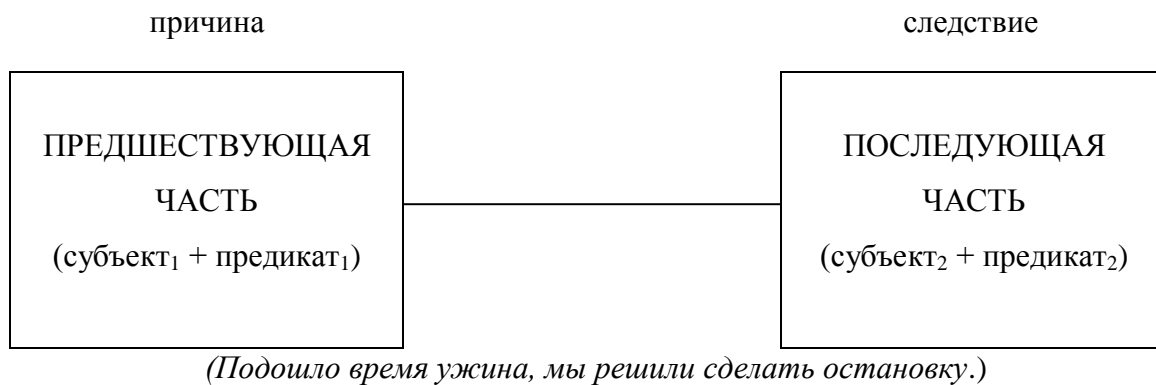 причина
следствие
ПРЕДШЕСТВУЮЩАЯ
ЧАСТЬ
(субъект₁ + предикат₁)
ПОСЛЕДУЮЩАЯ
ЧАСТЬ
(субъект₂ + предикат₂)
(Подошло время ужина, мы решили сделать остановку.)